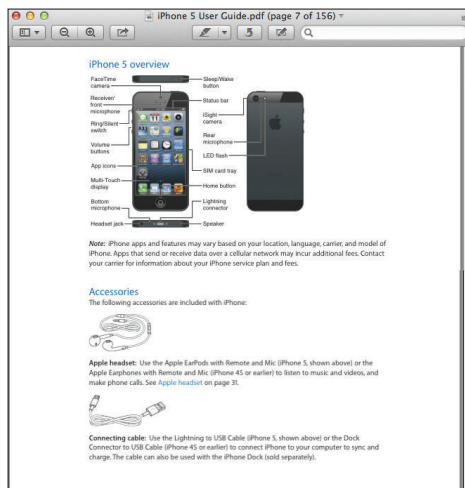 iPhone 5 User Guide.pdf (page 7 of 156)
iPhone 5 overview
FaceTime
camera
Sleep/Wake
button
Receiver/
front
microphone
Status bar
iSight
camera
Ring/Silent
switch
Rear
microphone
Volume
buttons
LED flash
App icons
SIM card tray
Multi-Touch
display
Home button
Bottom
microphone
Lightning
connector
Headset jack
Speaker
Note: iPhone apps and features may vary based on your location, language, carrier, and model of
iPhone. Apps that send or receive data over a cellular network may incur additional fees. Contact
your carrier for information about your iPhone service plan and fees.
Accessories
The following accessories are included with iPhone:
Apple headset: Use the Apple EarPods with Remote and Mic (iPhone 5, shown above) or the
Apple Earphones with Remote and Mic (iPhone 4S or earlier) to listen to music and videos, and
make phone calls. See Apple headset on page 31.
Connecting cable: Use the Lightning to USB Cable (iPhone 5, shown above) or the Dock
Connector to USB Cable (iPhone 4S or earlier) to connect iPhone to your computer to sync and
charge. The cable can also be used with the iPhone Dock (sold separately).